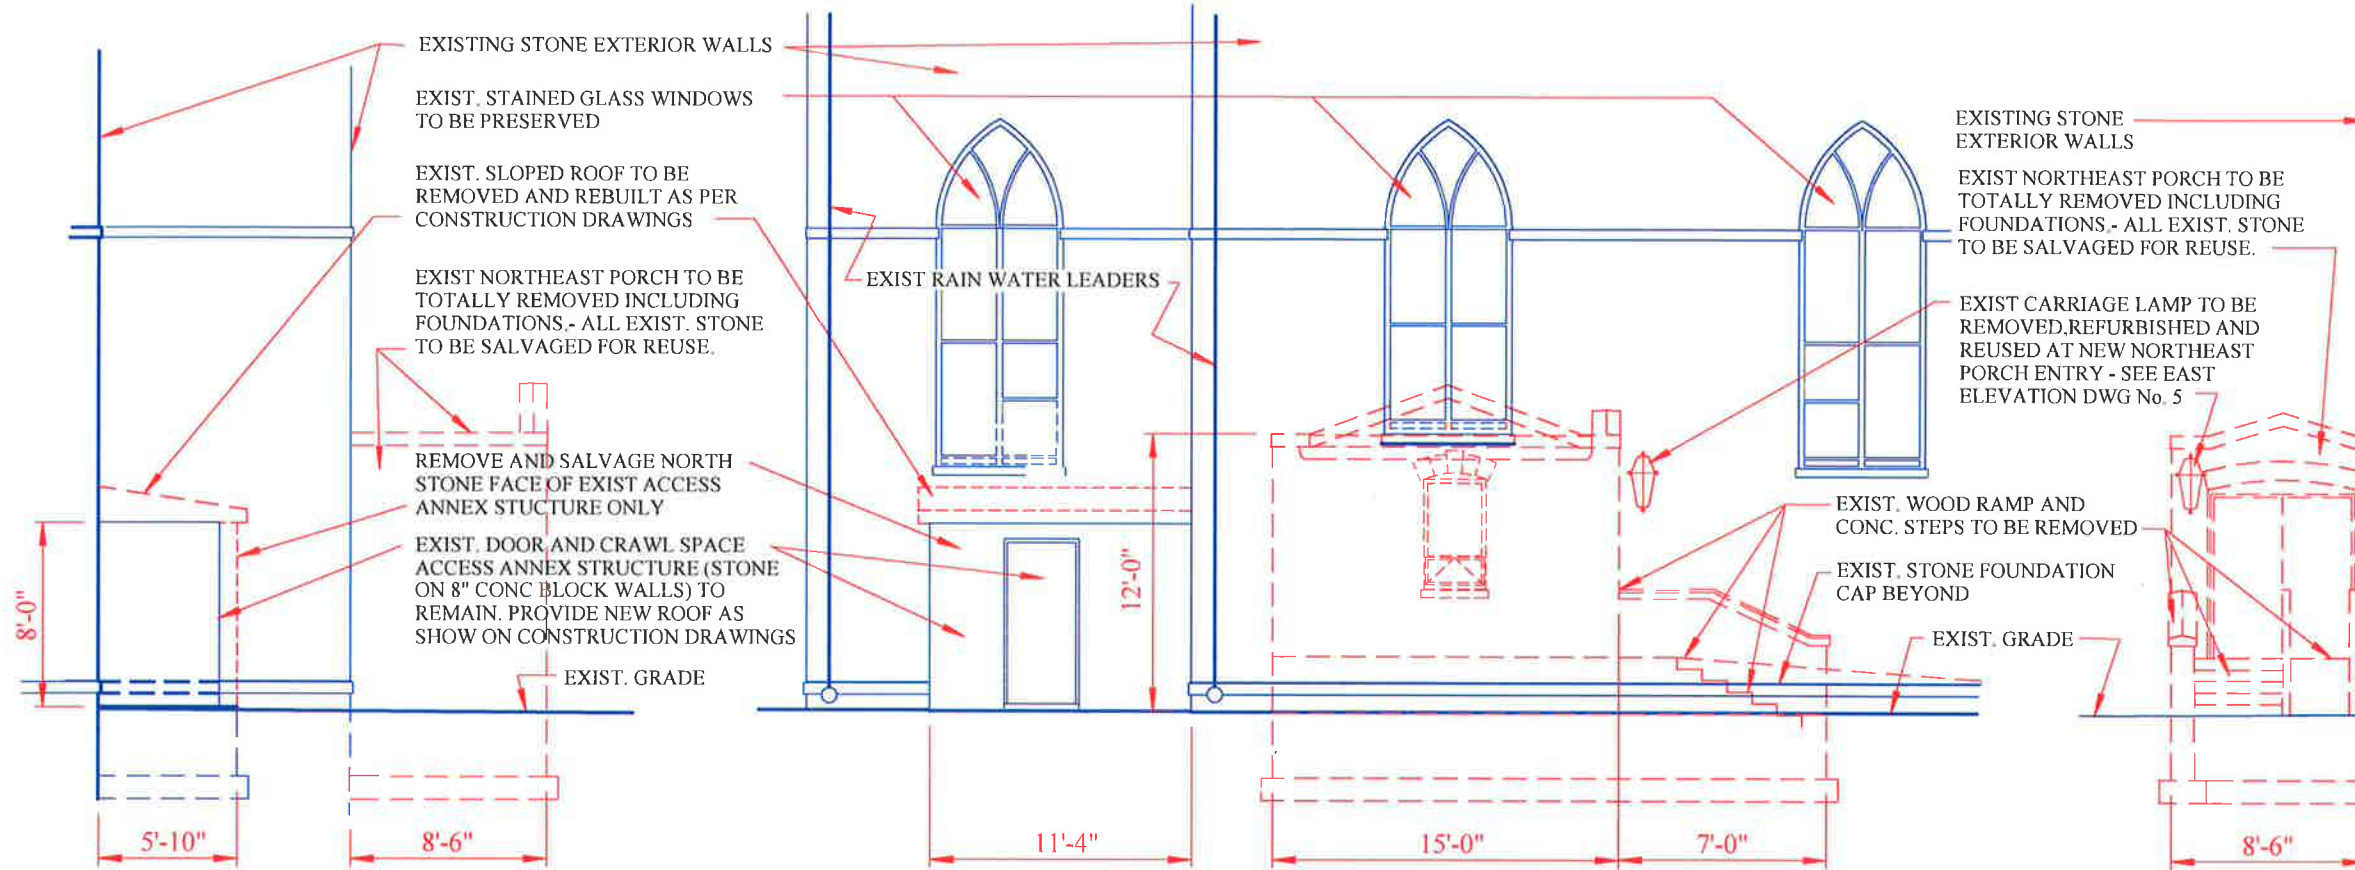 EXISTING STONE EXTERIOR WALLS
EXIST. STAINED GLASS WINDOWS
TO BE PRESERVED
EXIST. SLOPED ROOF TO BE
REMOVED AND REBUILT AS PER
CONSTRUCTION DRAWINGS
EXIST NORTHEAST PORCH TO BE
TOTALLY REMOVED INCLUDING
FOUNDATIONS.- ALL EXIST. STONE
TO BE SALVAGED FOR REUSE.
REMOVE AND SALVAGE NORTH
STONE FACE OF EXIST ACCESS
ANNEX STUCTURE ONLY
EXIST. DOOR AND CRAWL SPACE
ACCESS ANNEX STRUCTURE (STONE
ON 8" CONC BLOCK WALLS) TO
REMAIN. PROVIDE NEW ROOF AS
SHOW ON CONSTRUCTION DRAWINGS
EXIST. GRADE
8'-0"
5'-10"
8'-6"
EXIST RAIN WATER LEADERS
12'-0"
11'-4"
15'-0"
7'-0"
EXISTING STONE
EXTERIOR WALLS
EXIST NORTHEAST PORCH TO BE
TOTALLY REMOVED INCLUDING
FOUNDATIONS.- ALL EXIST. STONE
TO BE SALVAGED FOR REUSE.
EXIST CARRIAGE LAMP TO BE
REMOVED,REFURBISHED AND
REUSED AT NEW NORTHEAST
PORCH ENTRY - SEE EAST
ELEVATION DWG No. 5
EXIST. WOOD RAMP AND
CONC. STEPS TO BE REMOVED
EXIST. STONE FOUNDATION
CAP BEYOND
EXIST. GRADE
8'-6"